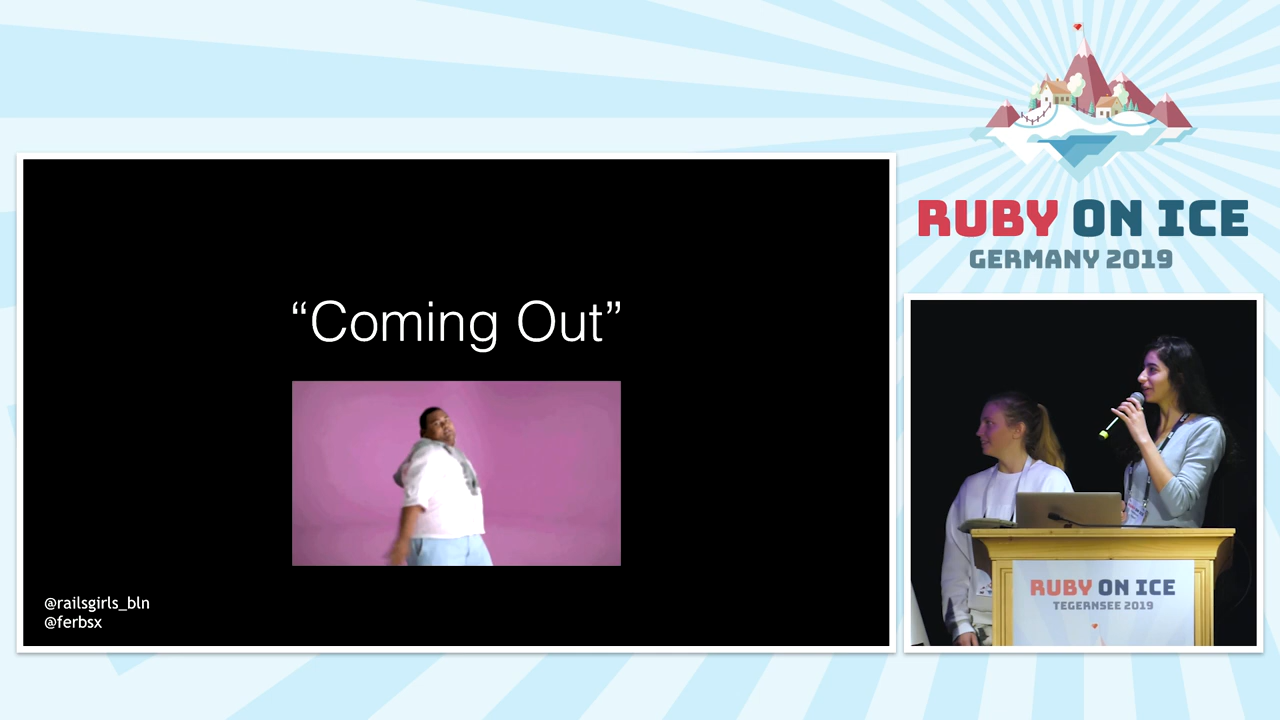 “Coming Out”
@railsgirls_bln
@ferbsx
RUBY ON ICE
GERMANY 2019
RUBY ON ICE
TEGERNSEE 2019